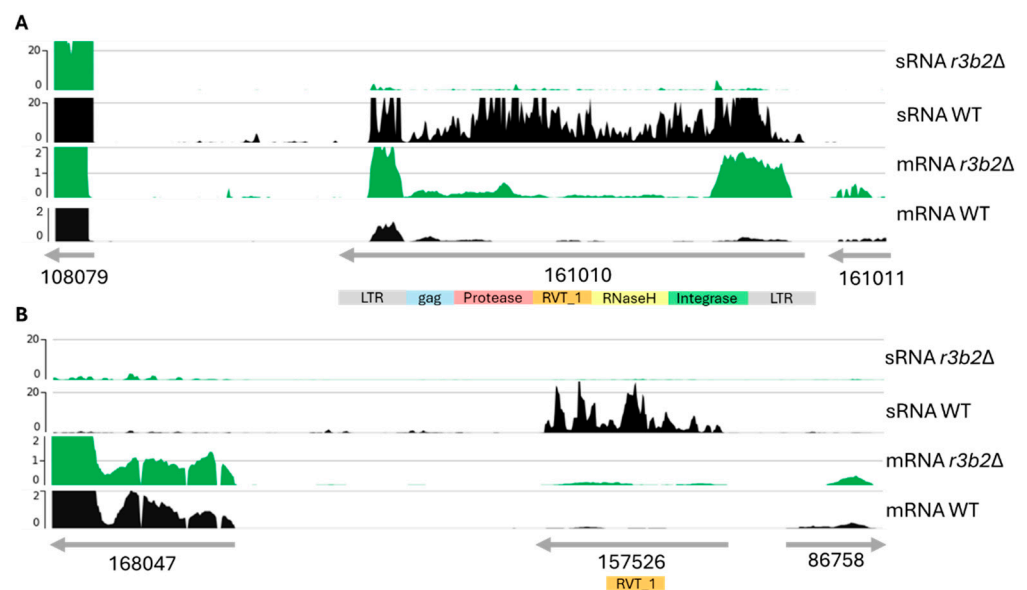 A
20
0
sRNA r3b2Δ
20
0
sRNA WT
2
1
0
mRNA r3b2Δ
2
0
mRNA WT
108079
161010
161011
LTR gag Protease RVT_1 RNaseH Integrase LTR
B
20
0
sRNA r3b2Δ
20
0
sRNA WT
2
1
0
mRNA r3b2Δ
2
0
mRNA WT
168047
157526
86758
RVT_1